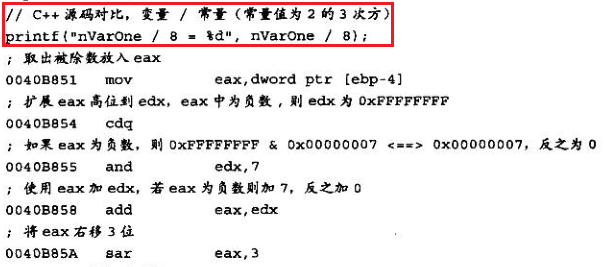 // C++ 源码对比，变量 / 常量（常量值为 2 的 3 次方）
printf("nVarOne / 8 = %d", nVarOne / 8);
; 取出被除数放入 eax
0040B851 mov eax,dword ptr [ebp-4]
; 扩展 eax 高位到 edx，eax 中为负数，则 edx 为 0xFFFFFFFF
0040B854 cdq
; 如果 eax 为负数，则 0xFFFFFFFF & 0x00000007 <==> 0x00000007，反之为 0
0040B855 and edx,7
; 使用 eax 加 edx，若 eax 为负数则加 7，反之加 0
0040B858 add eax,edx
; 将 eax 右移 3 位
0040B85A sar eax,3